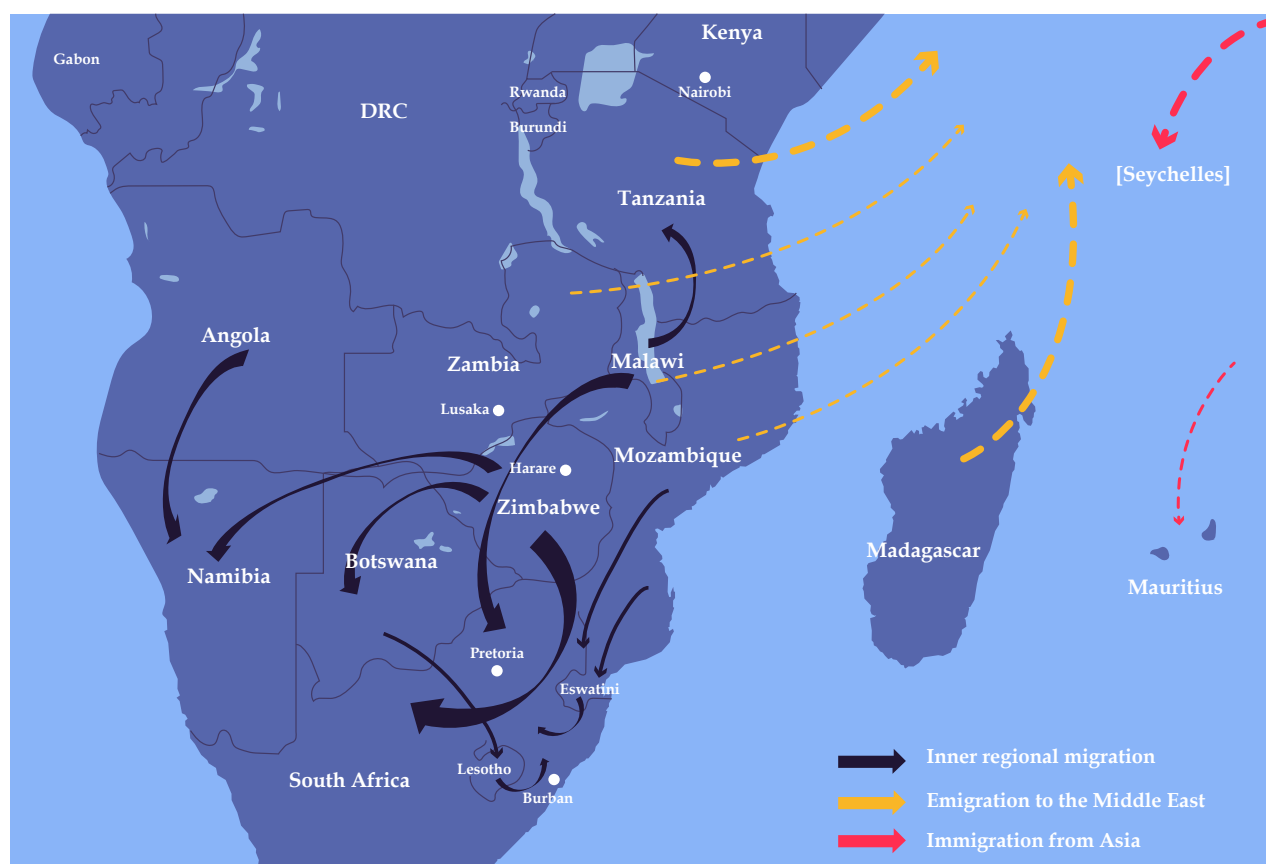 Kenya
Gabon
Rwanda
Nairobi
DRC
Burundi
[Seychelles]
Tanzania
Angola
Zambia
Malawi
Lusaka
Mozambique
Harare
Zimbabwe
Madagascar
Botswana
Namibia
Mauritius
Pretoria
Eswatini
Inner regional migration
Lesotho
South Africa
Burban
Emigration to the Middle East
Immigration from Asia